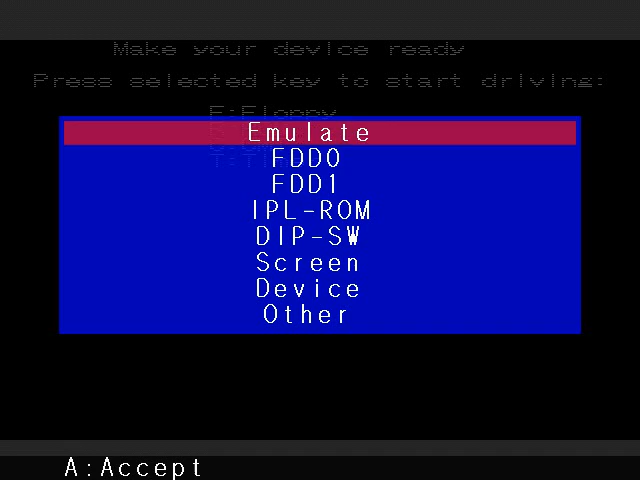 Make your device ready
Press selected key to start driving:
F:Floppy
Emulate
FDD0
FDD1
IPL-ROM
DIP-SW
Screen
Device
Other
A:Accept